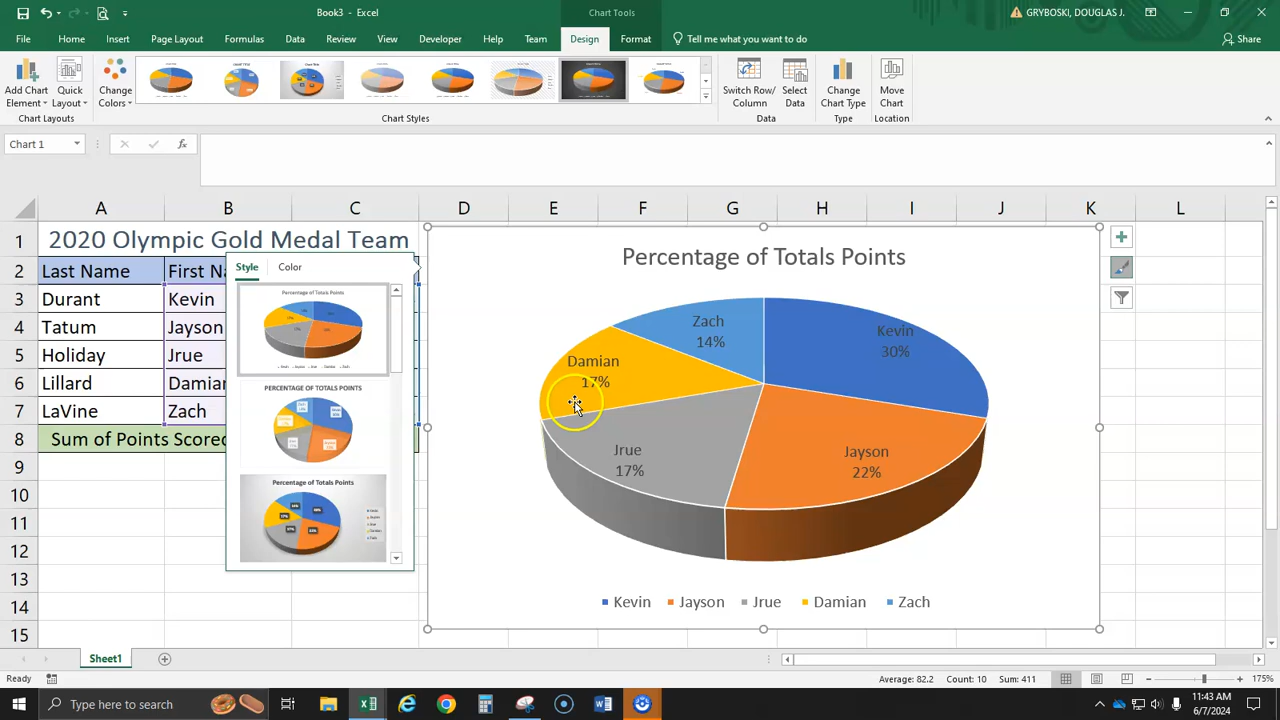 Book3 - Excel
Chart Tools
GRYBOSKI, DOUGLAS J.
File Home Insert Page Layout Formulas Data Review View Developer Help Team Design Format Tell me what you want to do Share
Add Chart Element
Quick Layout
Change Colors
Switch Row/ Column
Select Data
Change Chart Type
Move Chart
Chart Layouts Chart Styles Data Type Location
Chart 1
fx
A B C D E F G H I J K L
1 2020 Olympic Gold Medal Team
2 Last Name First Na
3 Durant Kevin
4 Tatum Jayson
5 Holiday Jrue
6 Lillard Damian
7 LaVine Zach
8 Sum of Points Scored
9
10
11
12
13
14
15
Style Color
Percentage of Totals Points
PERCENTAGE OF TOTALS POINTS
Percentage of Totals Points
Percentage of Totals Points
Zach
14%
Kevin
30%
Damian
17%
Jrue
17%
Jayson
22%
Kevin Jayson Jrue Damian Zach
Sheet1
Ready
Average: 82.2 Count: 10 Sum: 411
175%
Type here to search
11:43 AM
6/7/2024